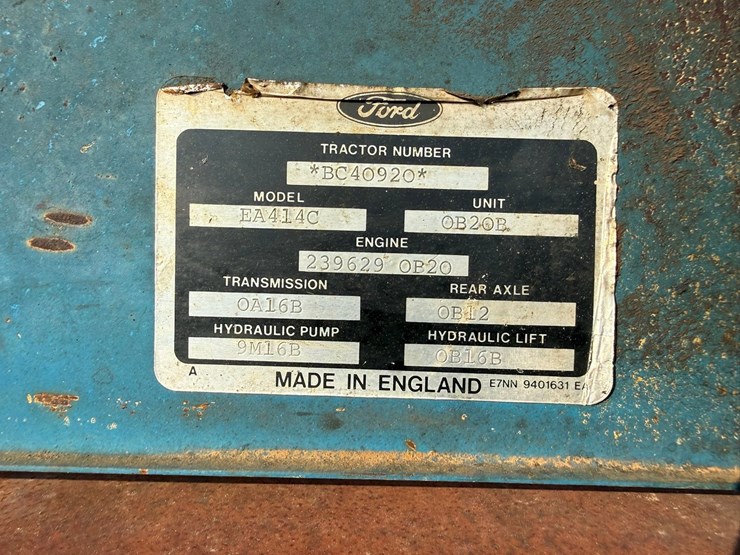 Ford
TRACTOR NUMBER
*BC40920*
MODEL UNIT
EA414C OB20B
ENGINE
239629 OB20
TRANSMISSION REAR AXLE
OA16B OB12
HYDRAULIC PUMP HYDRAULIC LIFT
9M16B OB16B
A MADE IN ENGLAND E7NN 9401631 EA